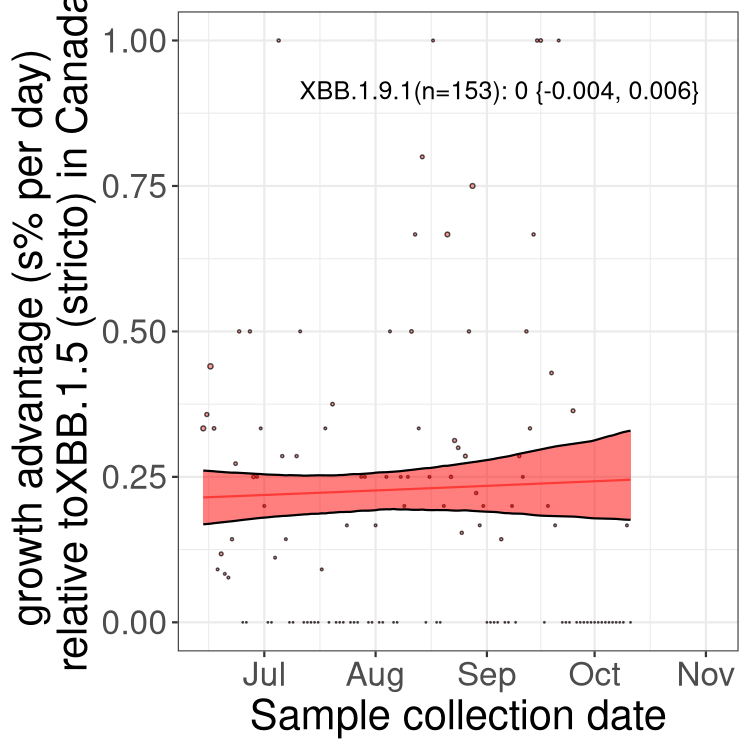 growth advantage (s% per day)
relative toXBB.1.5 (stricto) in Canada
1.00
0.75
0.50
0.25
0.00
XBB.1.9.1(n=153): 0 {-0.004, 0.006}
Jul Aug Sep Oct Nov
Sample collection date